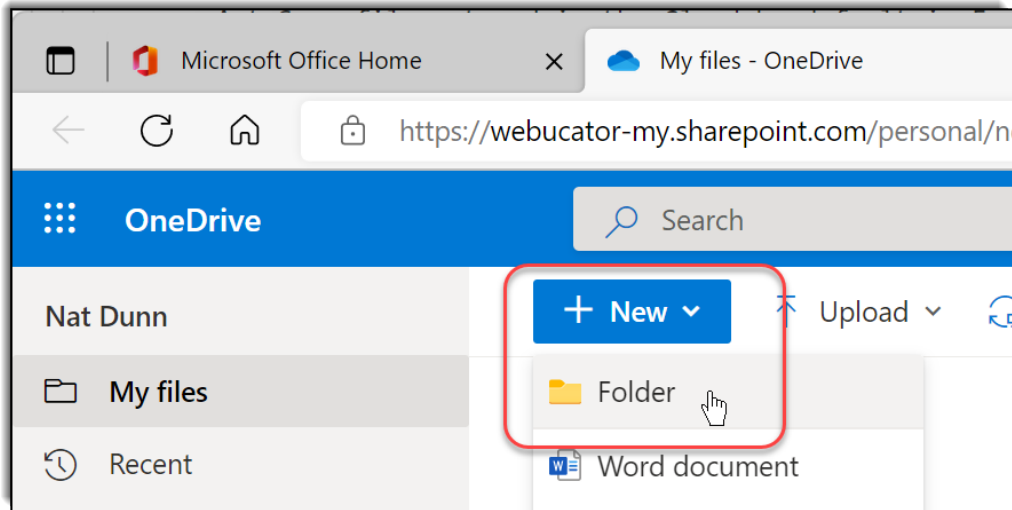 Microsoft Office Home
My files - OneDrive
https://webucator-my.sharepoint.com/personal/n
OneDrive
Search
Nat Dunn
+ New
Upload
My files
Folder
Recent
Word document